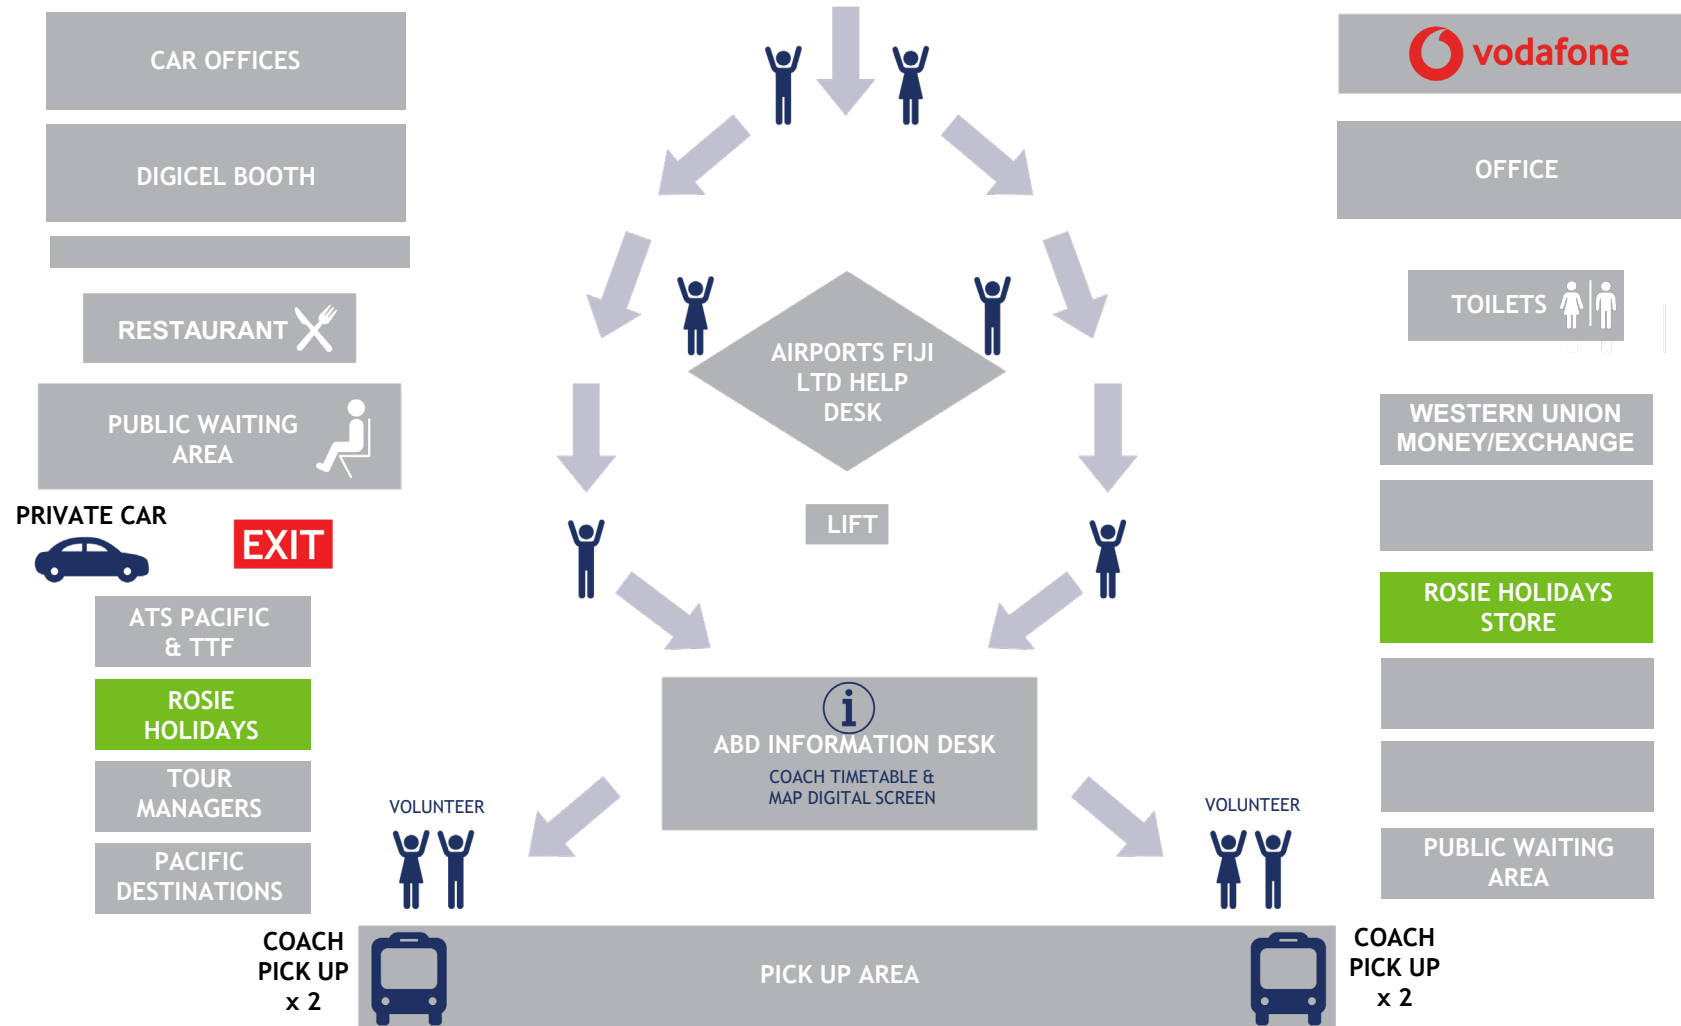 CAR OFFICES
DIGICEL BOOTH
RESTAURANT
PUBLIC WAITING
AREA
PRIVATE CAR
EXIT
ATS PACIFIC
& TTF
ROSIE
HOLIDAYS
TOUR
MANAGERS
PACIFIC
DESTINATIONS
AIRPORTS FIJI
LTD HELP
DESK
LIFT
i
ABD INFORMATION DESK
COACH TIMETABLE &
MAP DIGITAL SCREEN
VOLUNTEER
VOLUNTEER
COACH
PICK UP
x 2
PICK UP AREA
COACH
PICK UP
x 2
vodafone
OFFICE
TOILETS
WESTERN UNION
MONEY/EXCHANGE
ROSIE HOLIDAYS
STORE
PUBLIC WAITING
AREA